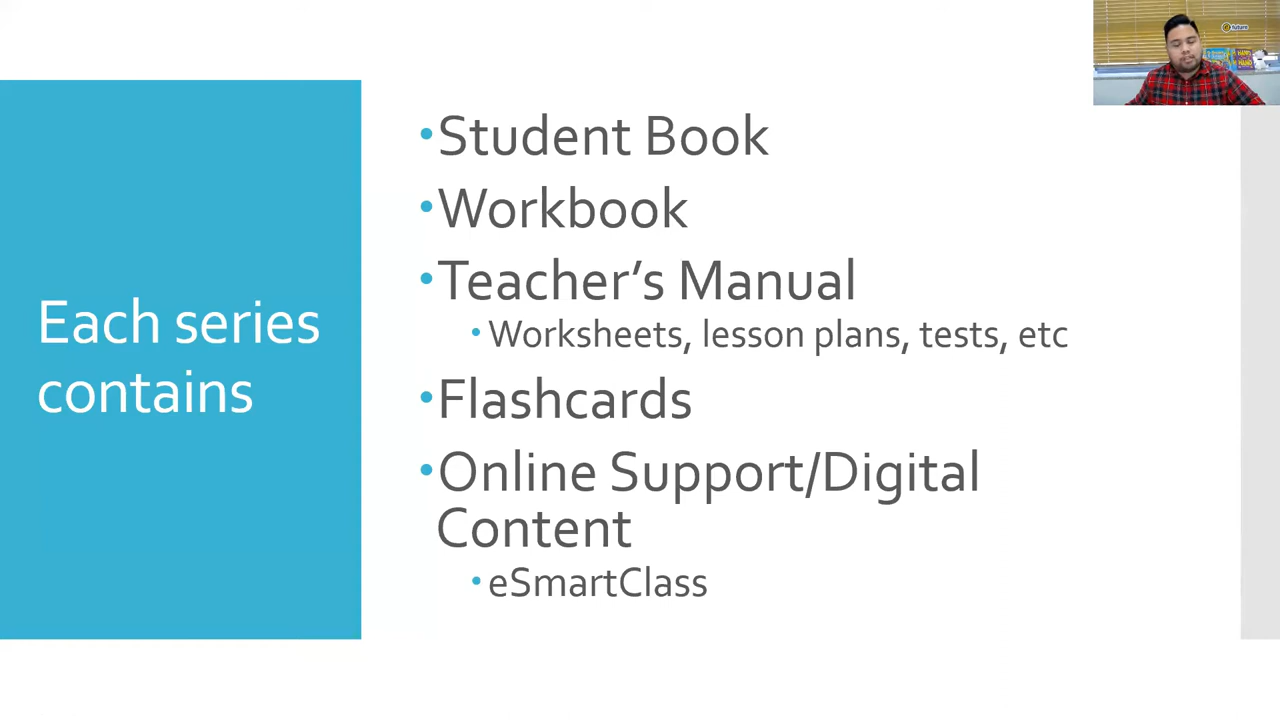 Each series
contains
•Student Book
•Workbook
•Teacher’s Manual
•Worksheets, lesson plans, tests, etc
•Flashcards
•Online Support/Digital
Content
•eSmartClass
future